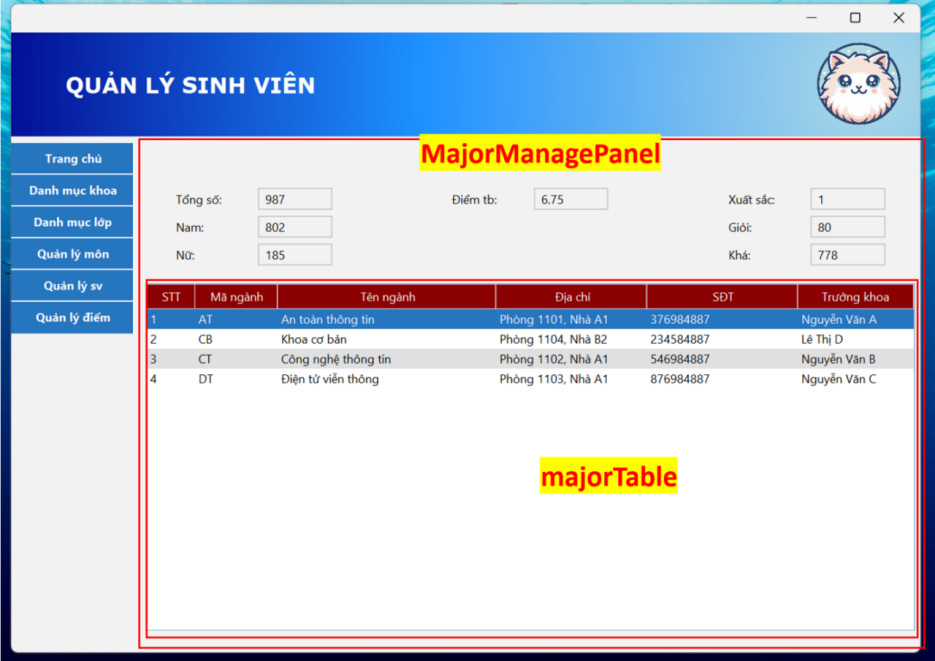 QUẢN LÝ SINH VIÊN
MajorManagePanel
Trang chủ
Danh mục khoa
Danh mục lớp
Quản lý môn
Quản lý sv
Quản lý điểm
Tổng số: 987 Điểm tb: 6.75 Xuất sắc: 1
Nam: 802 Giỏi: 80
Nữ: 185 Khá: 778
STT Mã ngành Tên ngành Địa chỉ SĐT Trưởng khoa
1 AT An toàn thông tin Phòng 1101, Nhà A1 376984887 Nguyễn Văn A
2 CB Khoa cơ bản Phòng 1104, Nhà B2 234584887 Lê Thị D
3 CT Công nghệ thông tin Phòng 1102, Nhà A1 546984887 Nguyễn Văn B
4 DT Điện tử viễn thông Phòng 1103, Nhà A1 876984887 Nguyễn Văn C
majorTable